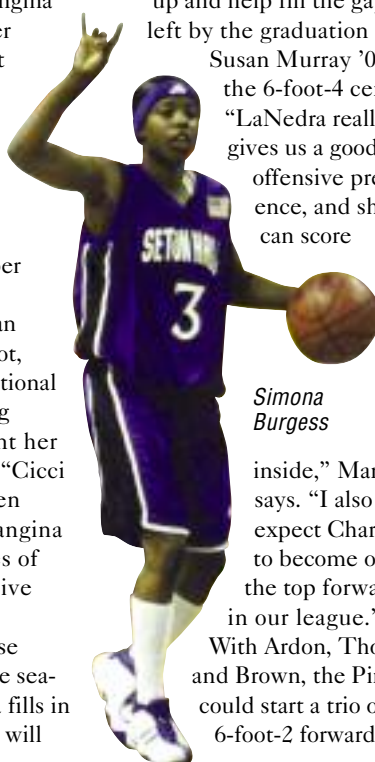 ngina
er
t
er
an
ot,
tional
g
nt her
“Cicci
en
angina
s of
ive
se
e sea-
fills in
will
up and help fill the ga
left by the graduation
Susan Murray ’0
the 6-foot-4 cen
“LaNedra reall
gives us a good
offensive pre
ence, and sh
can score
SETON HALL
3
Simona
Burgess
inside,” Mar
says. “I also
expect Char
to become o
the top forwa
in our league.”
With Ardon, Tho
and Brown, the Pir
could start a trio o
6-foot-2 forward